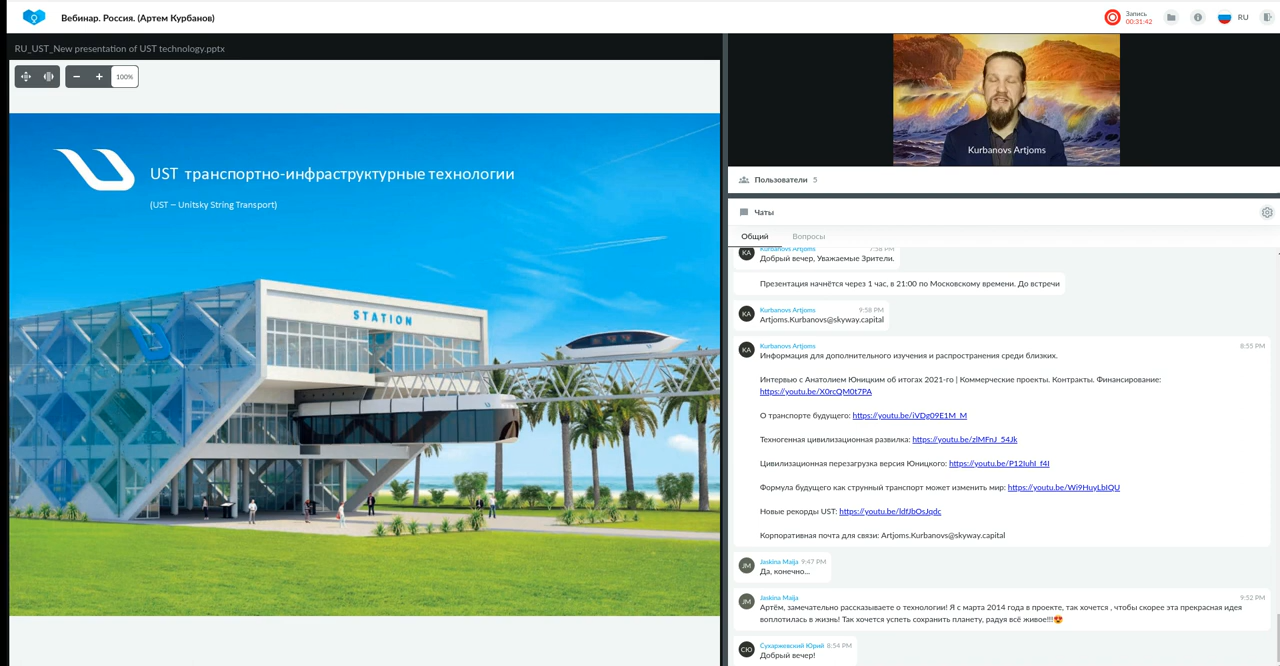 Вебинар. Россия. (Артем Курбанов)
Запись
00:31:42
RU
RU_UST_New presentation of UST technology.pptx
100%
UST транспортно-инфраструктурные технологии
(UST – Unitsky String Transport)
STATION
Kurbanovs Artjoms
Пользователи 5
Чаты
Общий Вопросы
KA
Kurbanovs Artjoms 7:58 PM
Добрый вечер, Уважаемые Зрители.
Презентация начнётся через 1 час, в 21:00 по Московскому времени. До встречи
KA
Kurbanovs Artjoms 9:58 PM
Artjoms.Kurbanovs@skyway.capital
KA
Kurbanovs Artjoms 8:55 PM
Информация для дополнительного изучения и распространения среди близких.
Интервью с Анатолием Юницким об итогах 2021-го | Коммерческие проекты. Контракты. Финансирование:
https://youtu.be/X0rcQM0t7PA
О транспорте будущего: https://youtu.be/iVDg09E1M_M
Техногенная цивилизационная развилка: https://youtu.be/zlMFnJ_54Jk
Цивилизационная перезагрузка версия Юницкого: https://youtu.be/P12IuhI_f4I
Формула будущего как струнный транспорт может изменить мир: https://youtu.be/Wi9HuyLbIQU
Новые рекорды UST: https://youtu.be/ldfJbOsJqdc
Корпоративная почта для связи: Artjoms.Kurbanovs@skyway.capital
JM
Jaskina Maija 9:47 PM
Да, конечно...
JM
Jaskina Maija 9:52 PM
Артём, замечательно рассказываете о технологии! Я с марта 2014 года в проекте, так хочется , чтобы скорее эта прекрасная идея
воплотилась в жизнь! Так хочется успеть сохранить планету, радуя всё живое!!!😍
СЮ
Сухаржевский Юрий 8:54 PM
Добрый вечер!